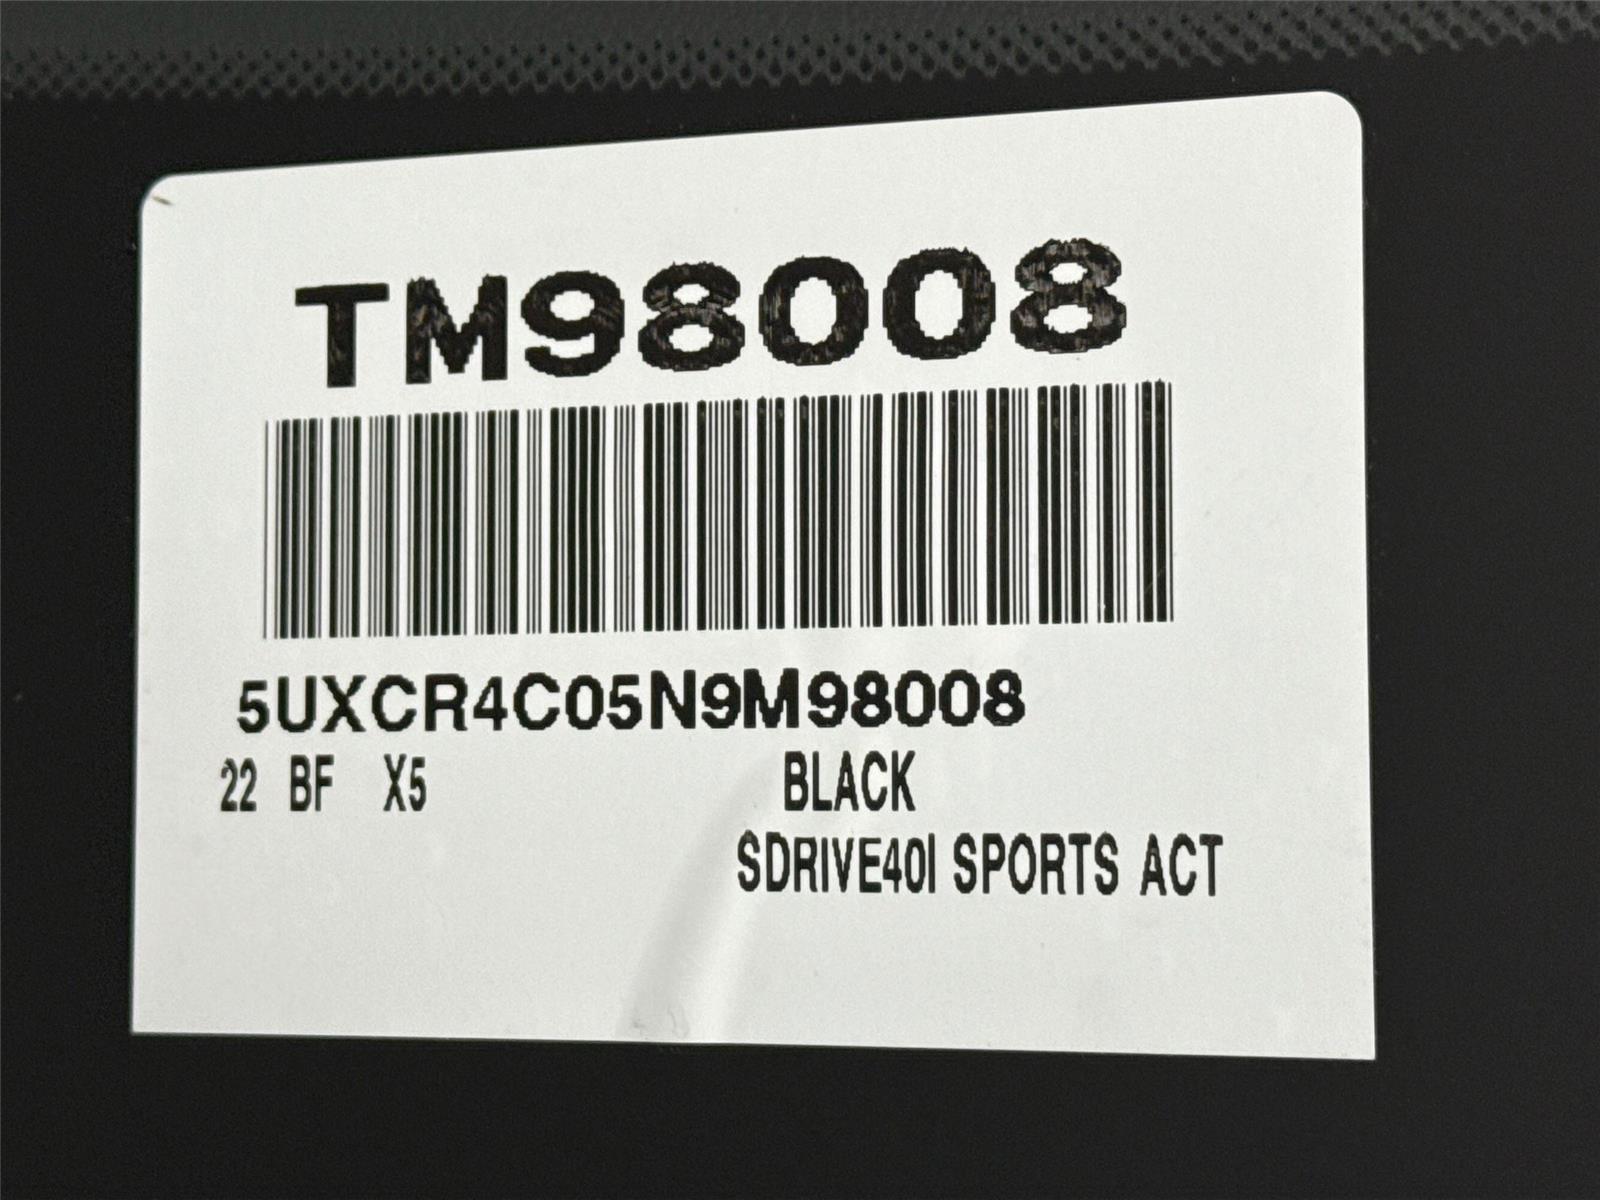 TM98008
5UXCR4C05N9M98008
22 BF X5 BLACK
SDRIVE40I SPORTS ACT